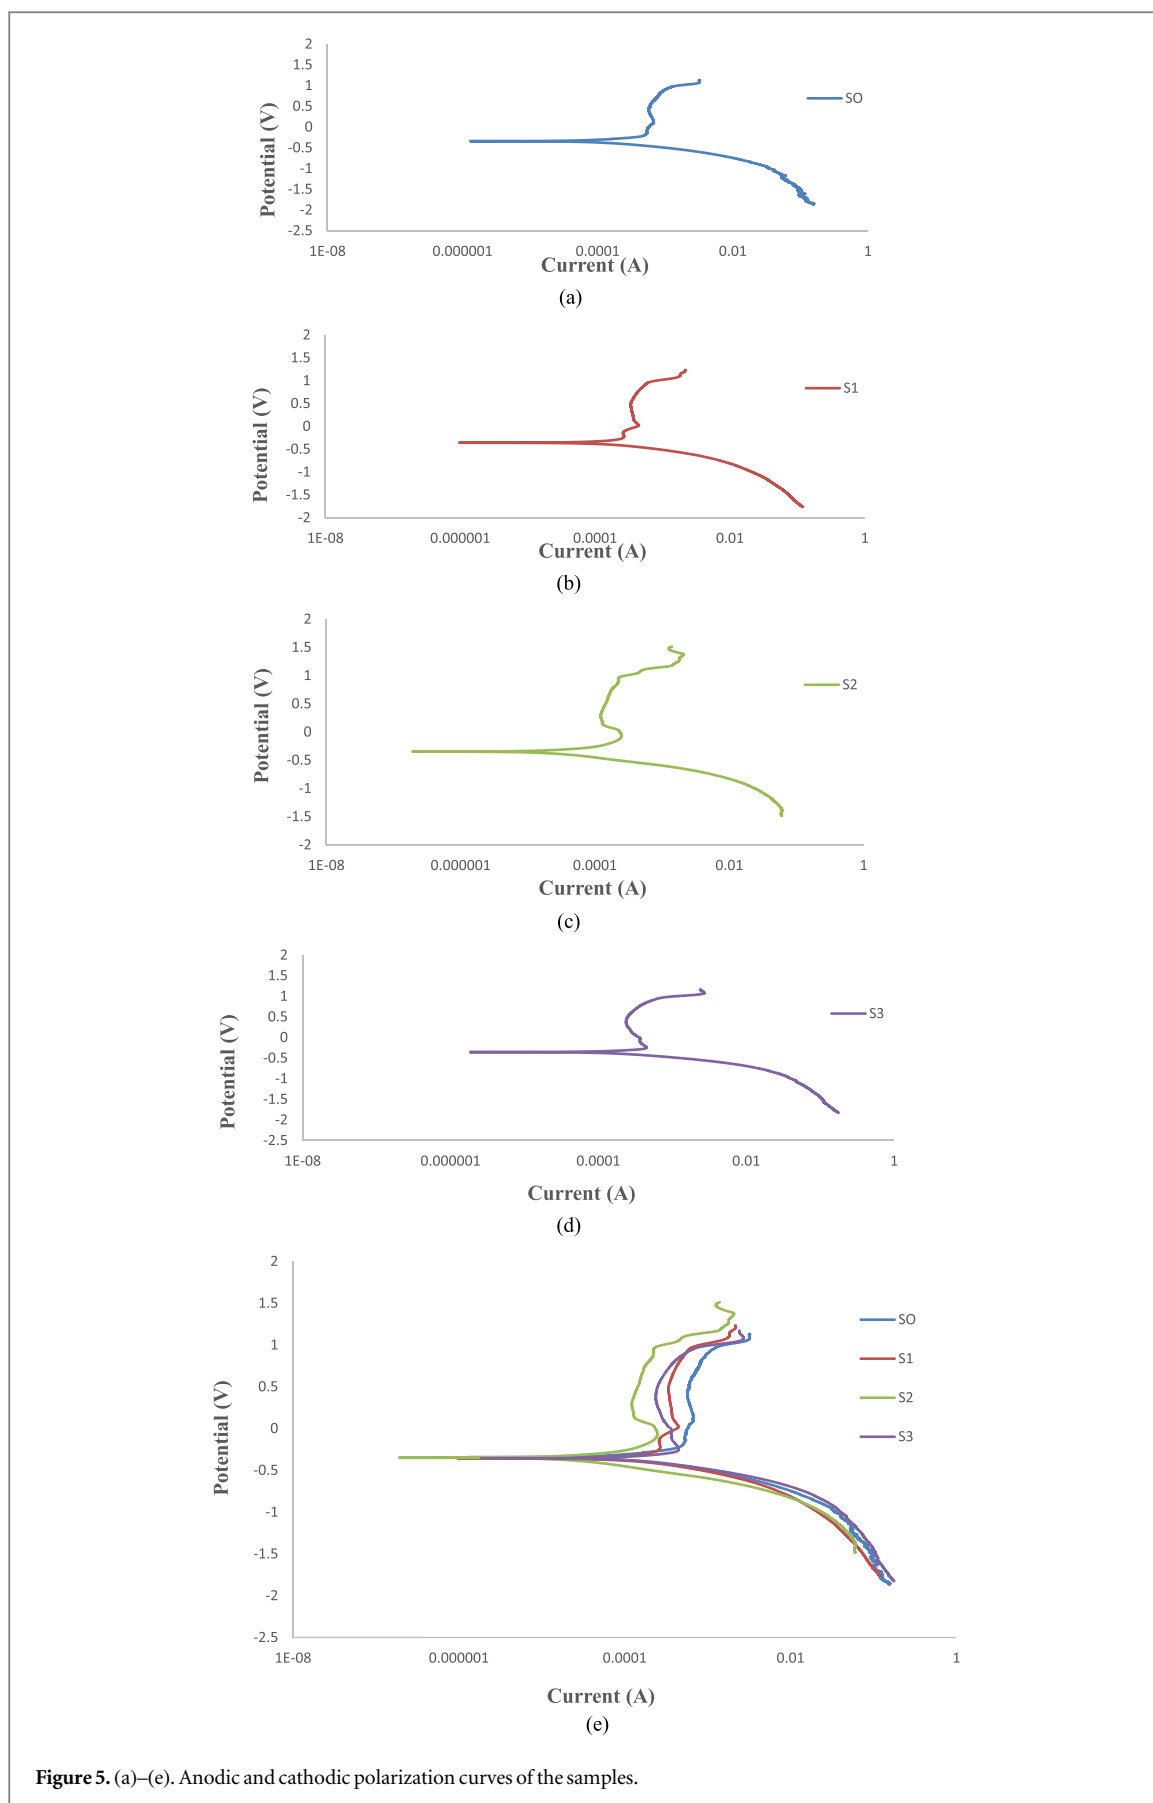 2
1.5
1
0.5
0
-0.5
-1
-1.5
-2
-2.5
Potential (V)
SO
1E-08 0.000001 0.0001 0.01 1
Current (A)
(a)
2
1.5
1
0.5
0
-0.5
-1
-1.5
-2
Potential (V)
S1
1E-08 0.000001 0.0001 0.01 1
Current (A)
(b)
2
1.5
1
0.5
0
-0.5
-1
-1.5
-2
Potential (V)
S2
1E-08 0.000001 0.0001 0.01 1
Current (A)
(c)
2
1.5
1
0.5
0
-0.5
-1
-1.5
-2
-2.5
Potential (V)
S3
1E-08 0.000001 0.0001 0.01 1
Current (A)
(d)
2
1.5
1
0.5
0
-0.5
-1
-1.5
-2
-2.5
Potential (V)
SO
S1
S2
S3
1E-08 0.000001 0.0001 0.01 1
Current (A)
(e)
Figure 5. (a)–(e). Anodic and cathodic polarization curves of the samples.